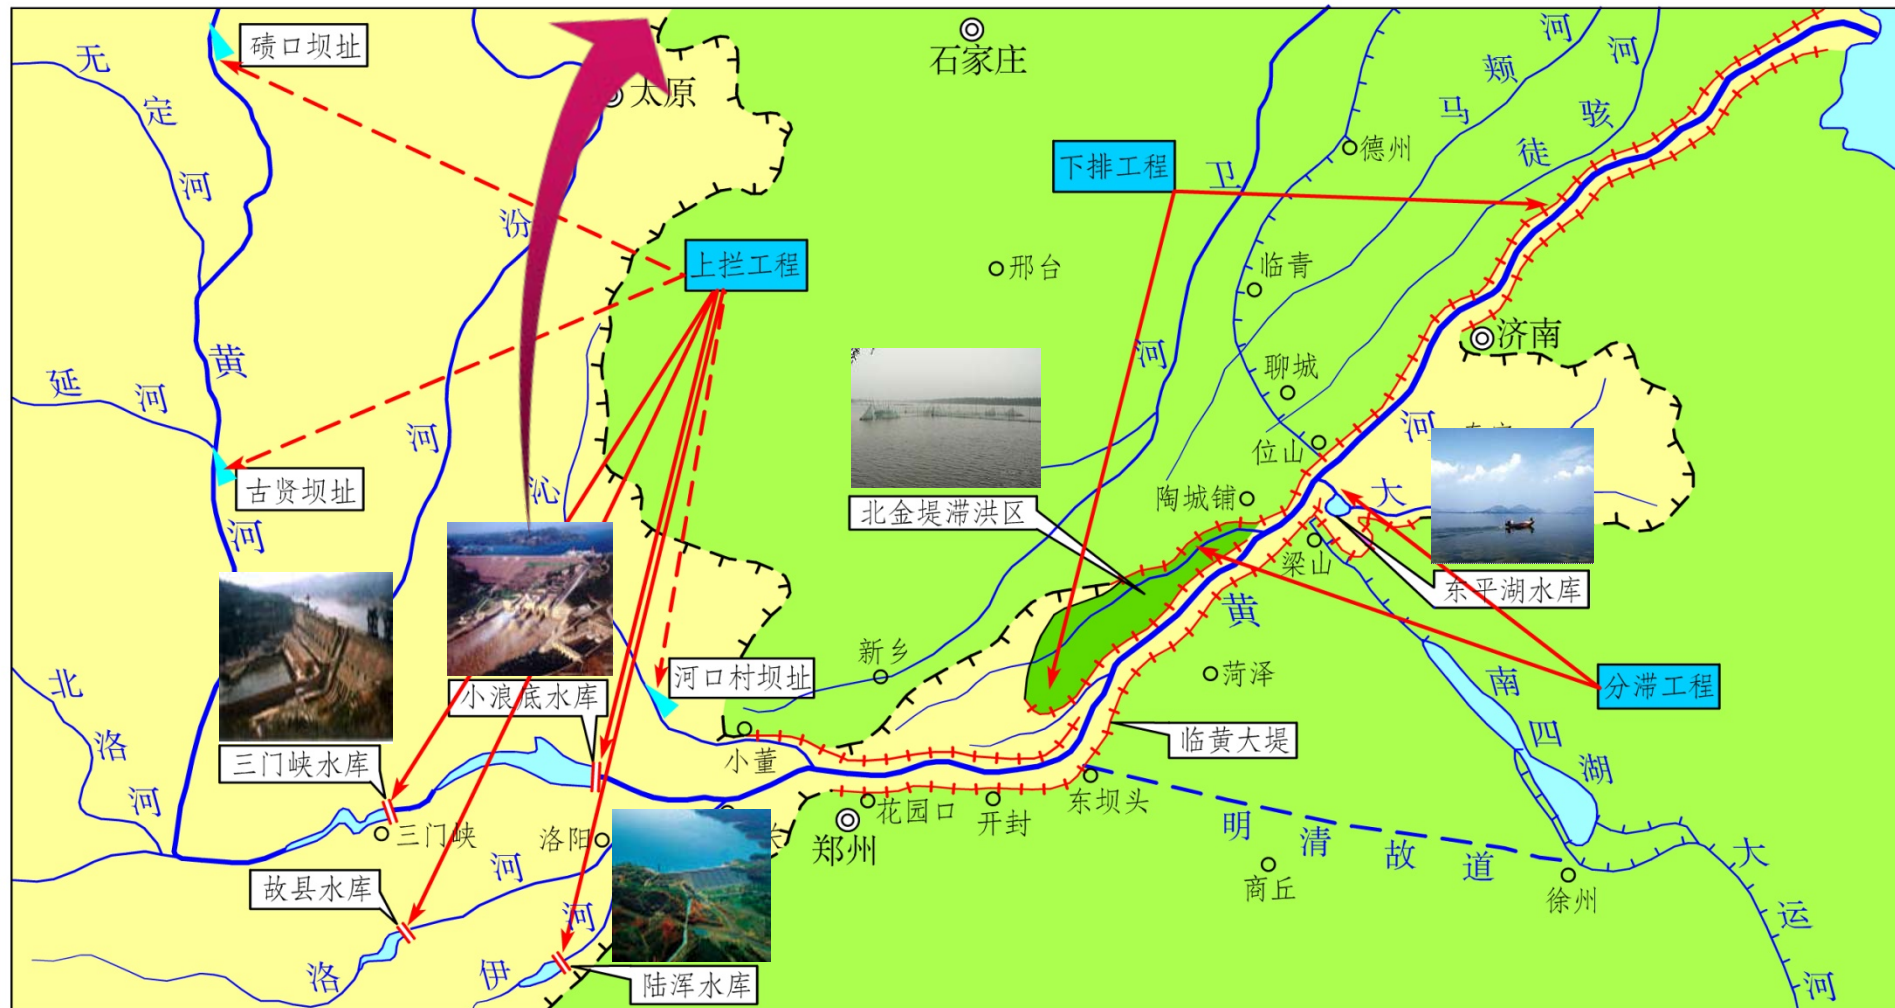 碛口坝址
石家庄
太原
无定河
汾河
卫河
马颊河
徒骇河
德州
下排工程
上拦工程
邢台
临青
济南
聊城
位山
黄河
延河
古贤坝址
沁
北金堤滞洪区
陶城铺
大
梁山
东平湖水库
黄河
新乡
菏泽
分滞工程
河口村坝址
小浪底水库
三门峡水库
北洛河
小董
临黄大堤
南四湖
花园口
开封
东坝头
郑州
三门峡
洛阳
明清故道
商丘
徐州
大运河
故县水库
洛河
伊河
陆浑水库